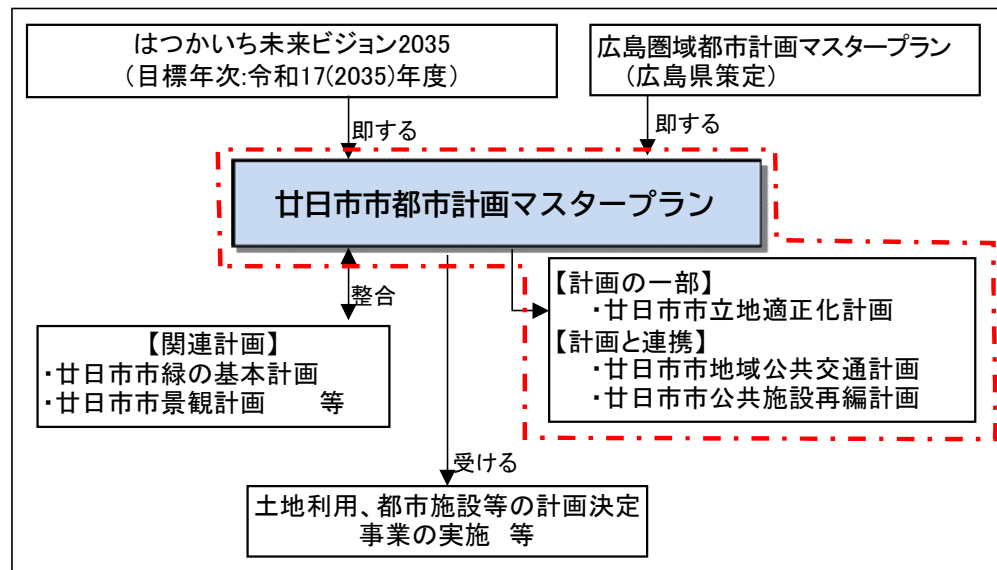 はつかいち未来ビジョン2035
（目標年次:令和17(2035)年度）
広島圏域都市計画マスタープラン
（広島県策定）
即する
即する
廿日市市都市計画マスタープラン
整合
【計画の一部】
・廿日市市立地適正化計画
【計画と連携】
・廿日市市地域公共交通計画
・廿日市市公共施設再編計画
【関連計画】
・廿日市市緑の基本計画
・廿日市市景観計画　　等
受ける
土地利用、都市施設等の計画決定
事業の実施　等